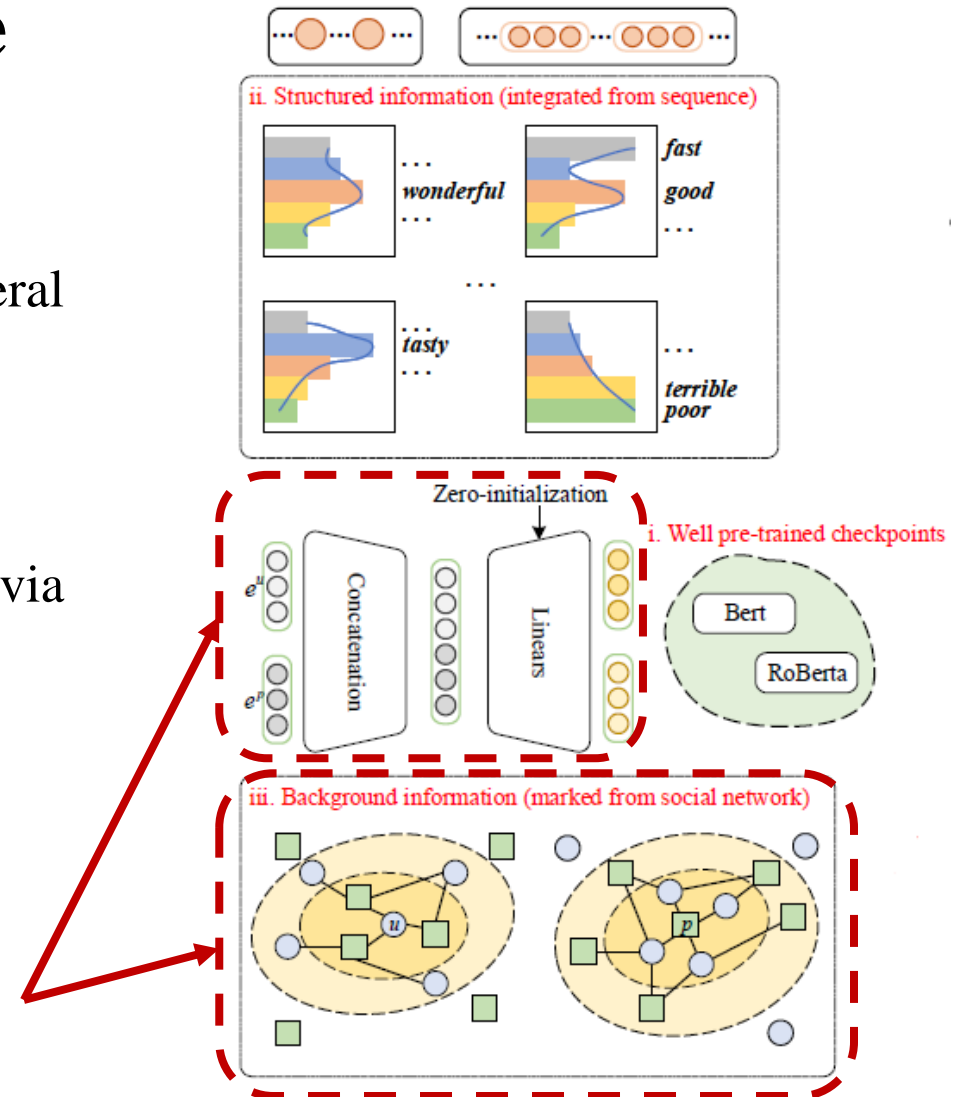 e
... ... ...
... ... ...
ii. Structured information (integrated from sequence)
...
wonderful
...
fast
good
...
...
...
tasty
...
...
terrible
poor
eral
via
Zero-initialization
i. Well pre-trained checkpoints
e^u
e^p
Concatenation
Linears
Bert
RoBerta
iii. Background information (marked from social network)
u
p